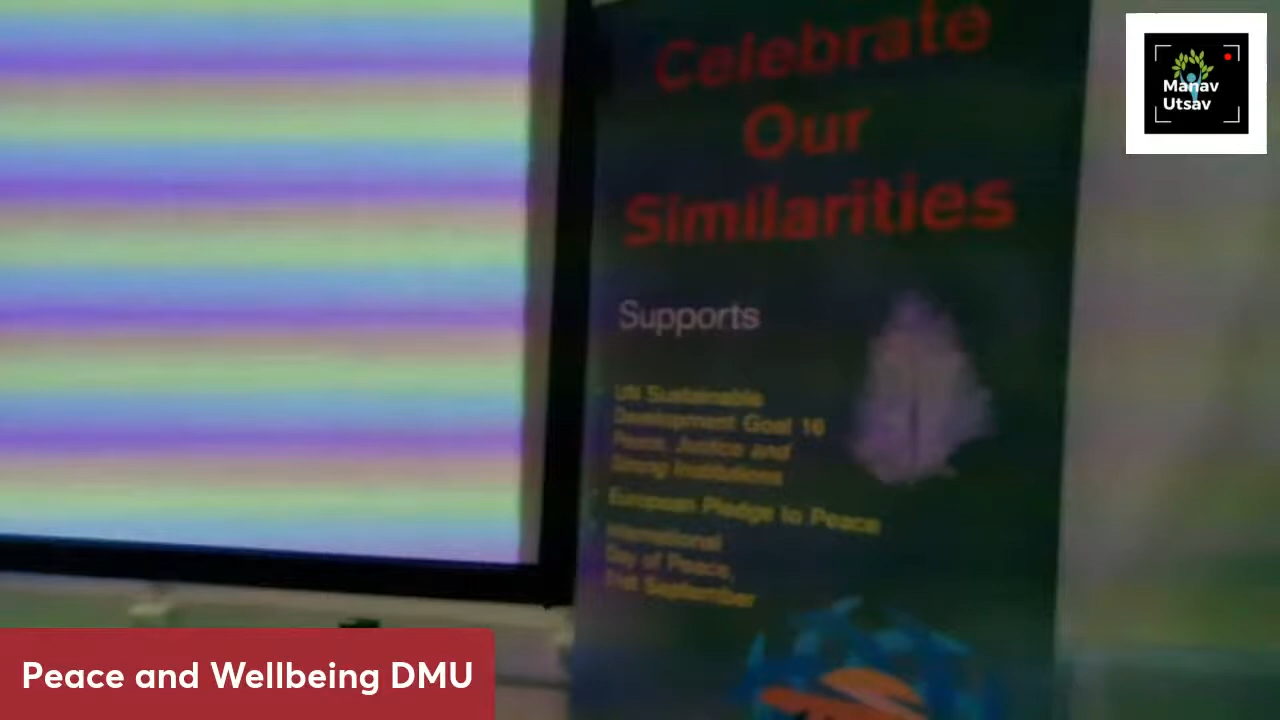 Celebrate
Our
Similarities
Supports
UN Sustainable
Development Goal 16
Peace, Justice and
Strong Institutions
European Pledge to Peace
International
Day of Peace,
21st September
Manav
Utsav
Peace and Wellbeing DMU